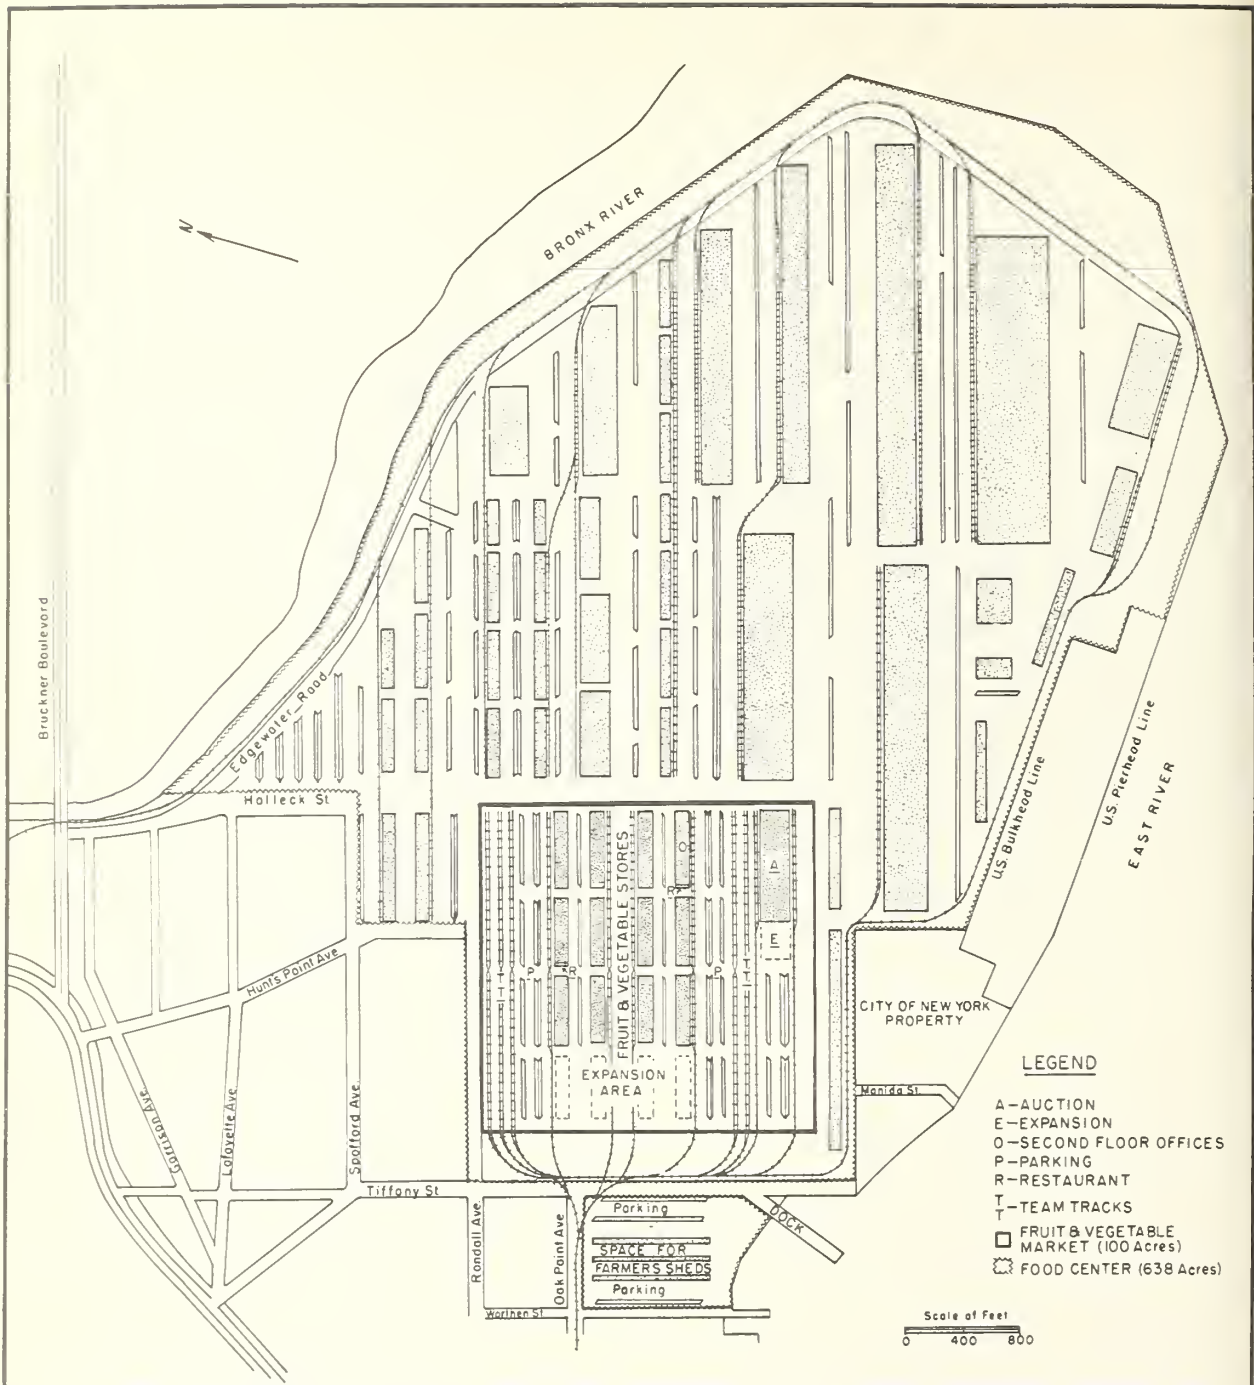 N
BRONX RIVER
Bruckner Boulevard
Edgewater Road
Halleck St.
Hunt's Point Ave.
Garrison Ave.
Lafayette Ave.
Spofford Ave.
Tiffany St
Randall Ave.
Oak Point Ave.
Worthen St.
FRUIT & VEGETABLE STORES
O
R
A
E
P
R
P
T
T
T
T
EXPANSION
AREA
Parking
SPACE FOR
FARMERS SHEDS
Parking
DOCK
U.S. Bulkhead Line
U.S. Pierhead Line
EAST RIVER
CITY OF NEW YORK
PROPERTY
Manida St.
LEGEND
A-AUCTION
E-EXPANSION
O-SECOND FLOOR OFFICES
P-PARKING
R-RESTAURANT
T
T-TEAM TRACKS
FRUIT & VEGETABLE
MARKET (100 Acres)
FOOD CENTER (638 Acres)
Scale of Feet
0 400 800